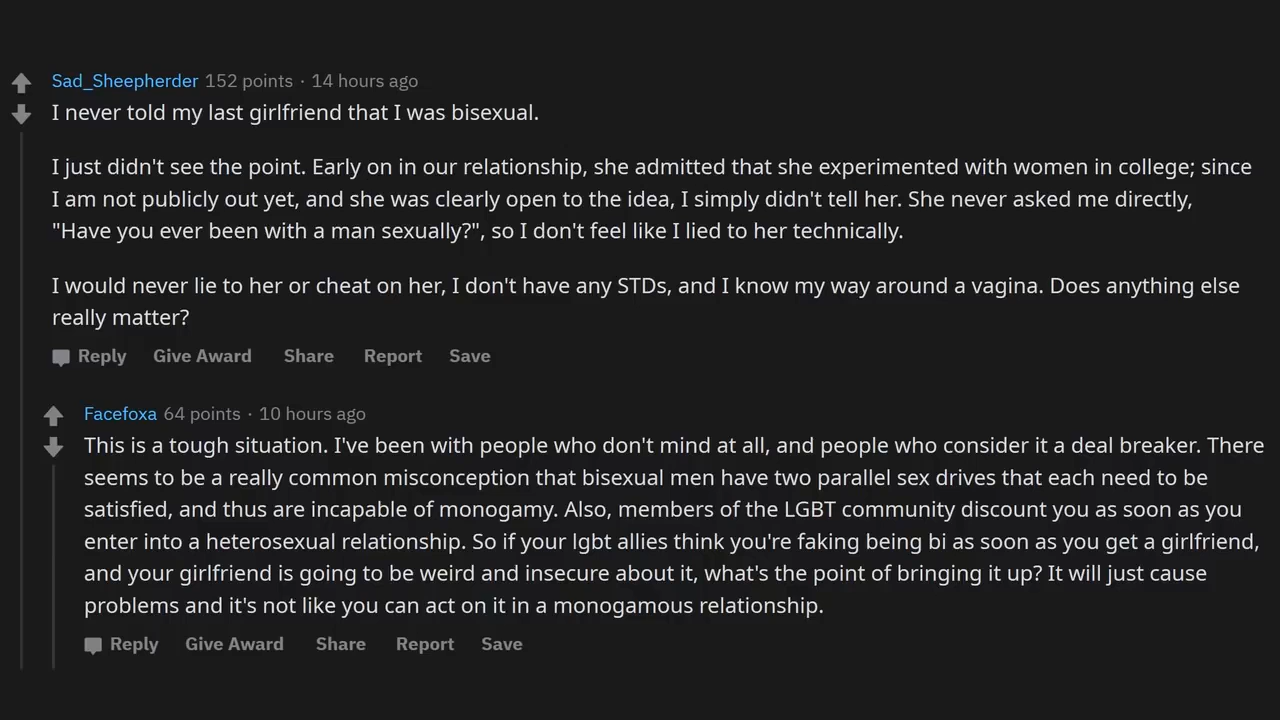 Sad_Sheepherder 152 points · 14 hours ago
I never told my last girlfriend that I was bisexual.
I just didn't see the point. Early on in our relationship, she admitted that she experimented with women in college; since
I am not publicly out yet, and she was clearly open to the idea, I simply didn't tell her. She never asked me directly,
"Have you ever been with a man sexually?", so I don't feel like I lied to her technically.
I would never lie to her or cheat on her, I don't have any STDs, and I know my way around a vagina. Does anything else
really matter?
Reply Give Award Share Report Save
Facefoxa 64 points · 10 hours ago
This is a tough situation. I've been with people who don't mind at all, and people who consider it a deal breaker. There
seems to be a really common misconception that bisexual men have two parallel sex drives that each need to be
satisfied, and thus are incapable of monogamy. Also, members of the LGBT community discount you as soon as you
enter into a heterosexual relationship. So if your lgbt allies think you're faking being bi as soon as you get a girlfriend,
and your girlfriend is going to be weird and insecure about it, what's the point of bringing it up? It will just cause
problems and it's not like you can act on it in a monogamous relationship.
Reply Give Award Share Report Save